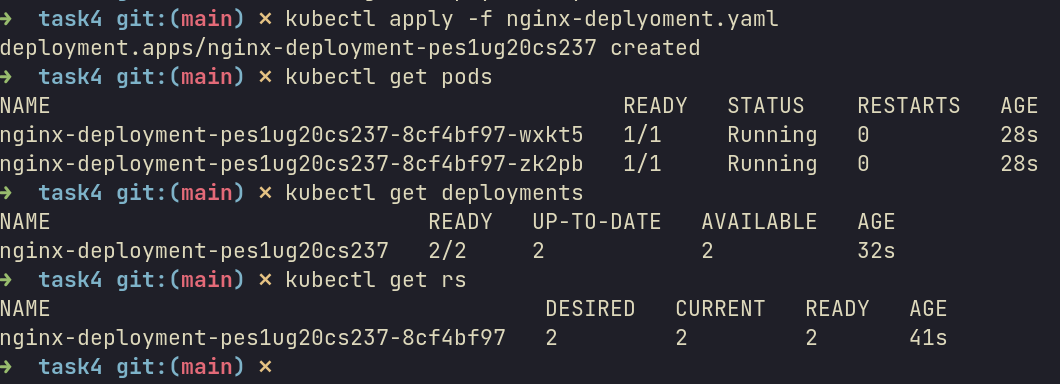 → task4 git:(main) × kubectl apply -f nginx-deplyoment.yaml
deployment.apps/nginx-deployment-pes1ug20cs237 created
→ task4 git:(main) × kubectl get pods
NAME READY STATUS RESTARTS AGE
nginx-deployment-pes1ug20cs237-8cf4bf97-wxkt5 1/1 Running 0 28s
nginx-deployment-pes1ug20cs237-8cf4bf97-zk2pb 1/1 Running 0 28s
→ task4 git:(main) × kubectl get deployments
NAME READY UP-TO-DATE AVAILABLE AGE
nginx-deployment-pes1ug20cs237 2/2 2 2 32s
→ task4 git:(main) × kubectl get rs
NAME DESIRED CURRENT READY AGE
nginx-deployment-pes1ug20cs237-8cf4bf97 2 2 2 41s
→ task4 git:(main) ×